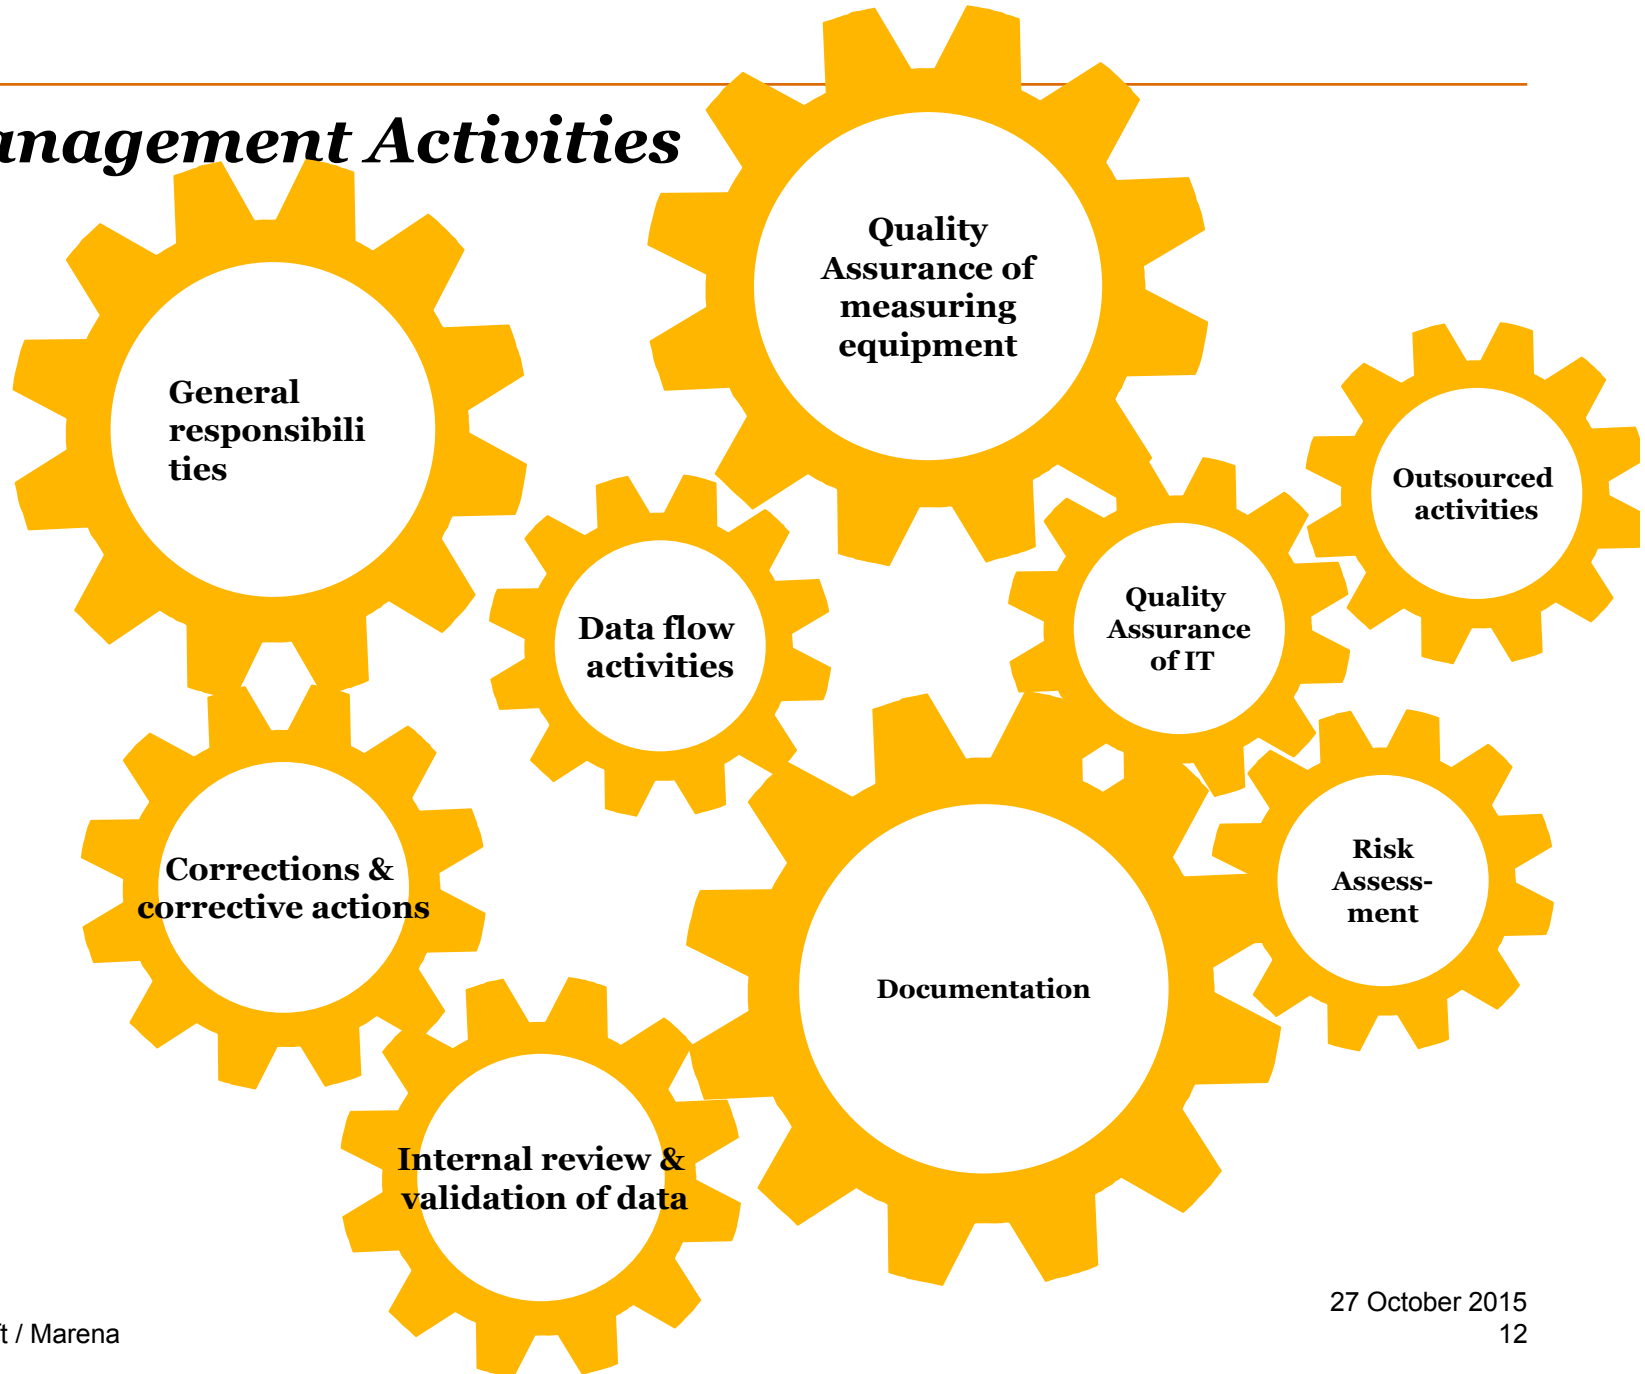 anagement Activities
Quality
Assurance of
measuring
equipment
General
responsibili
ties
Outsourced
activities
Data flow
activities
Quality
Assurance
of IT
Corrections &
corrective actions
Risk
Assess-
ment
Documentation
Internal review &
validation of data
27 October 2015
t / Marena
12